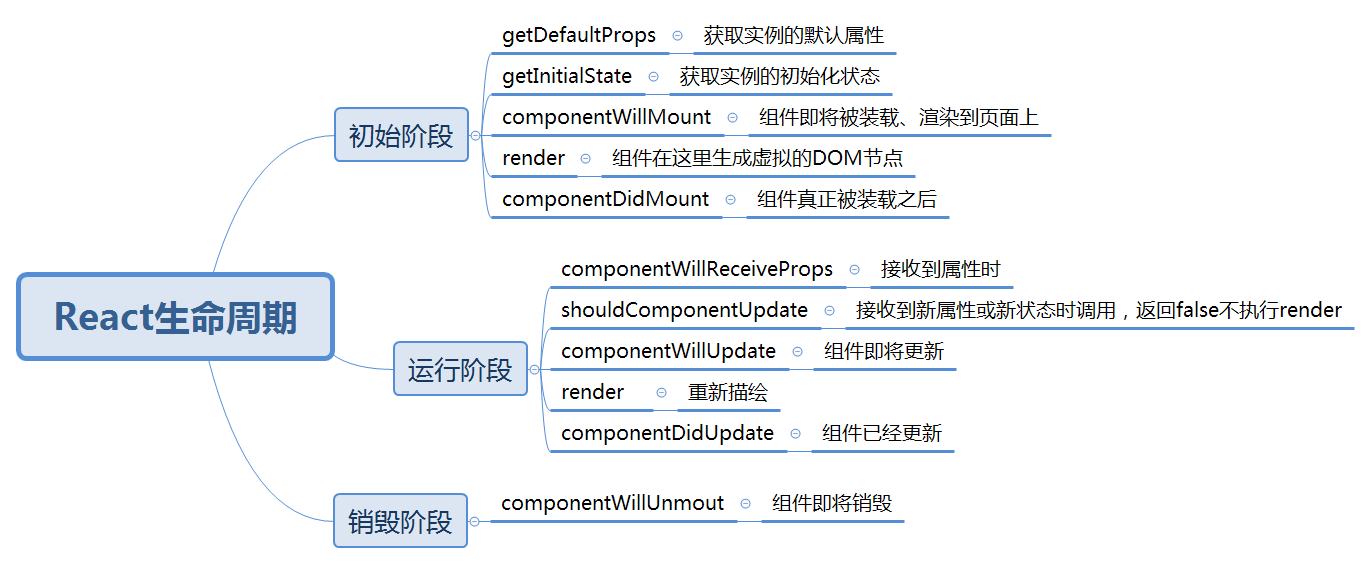 React生命周期
初始阶段
getDefaultProps 获取实例的默认属性
getInitialState 获取实例的初始化状态
componentWillMount 组件即将被装载、渲染到页面上
render 组件在这里生成虚拟的DOM节点
componentDidMount 组件真正被装载之后
运行阶段
componentWillReceiveProps 接收到属性时
shouldComponentUpdate 接收到新属性或新状态时调用，返回false不执行render
componentWillUpdate 组件即将更新
render 重新描绘
componentDidUpdate 组件已经更新
销毁阶段
componentWillUnmout 组件即将销毁